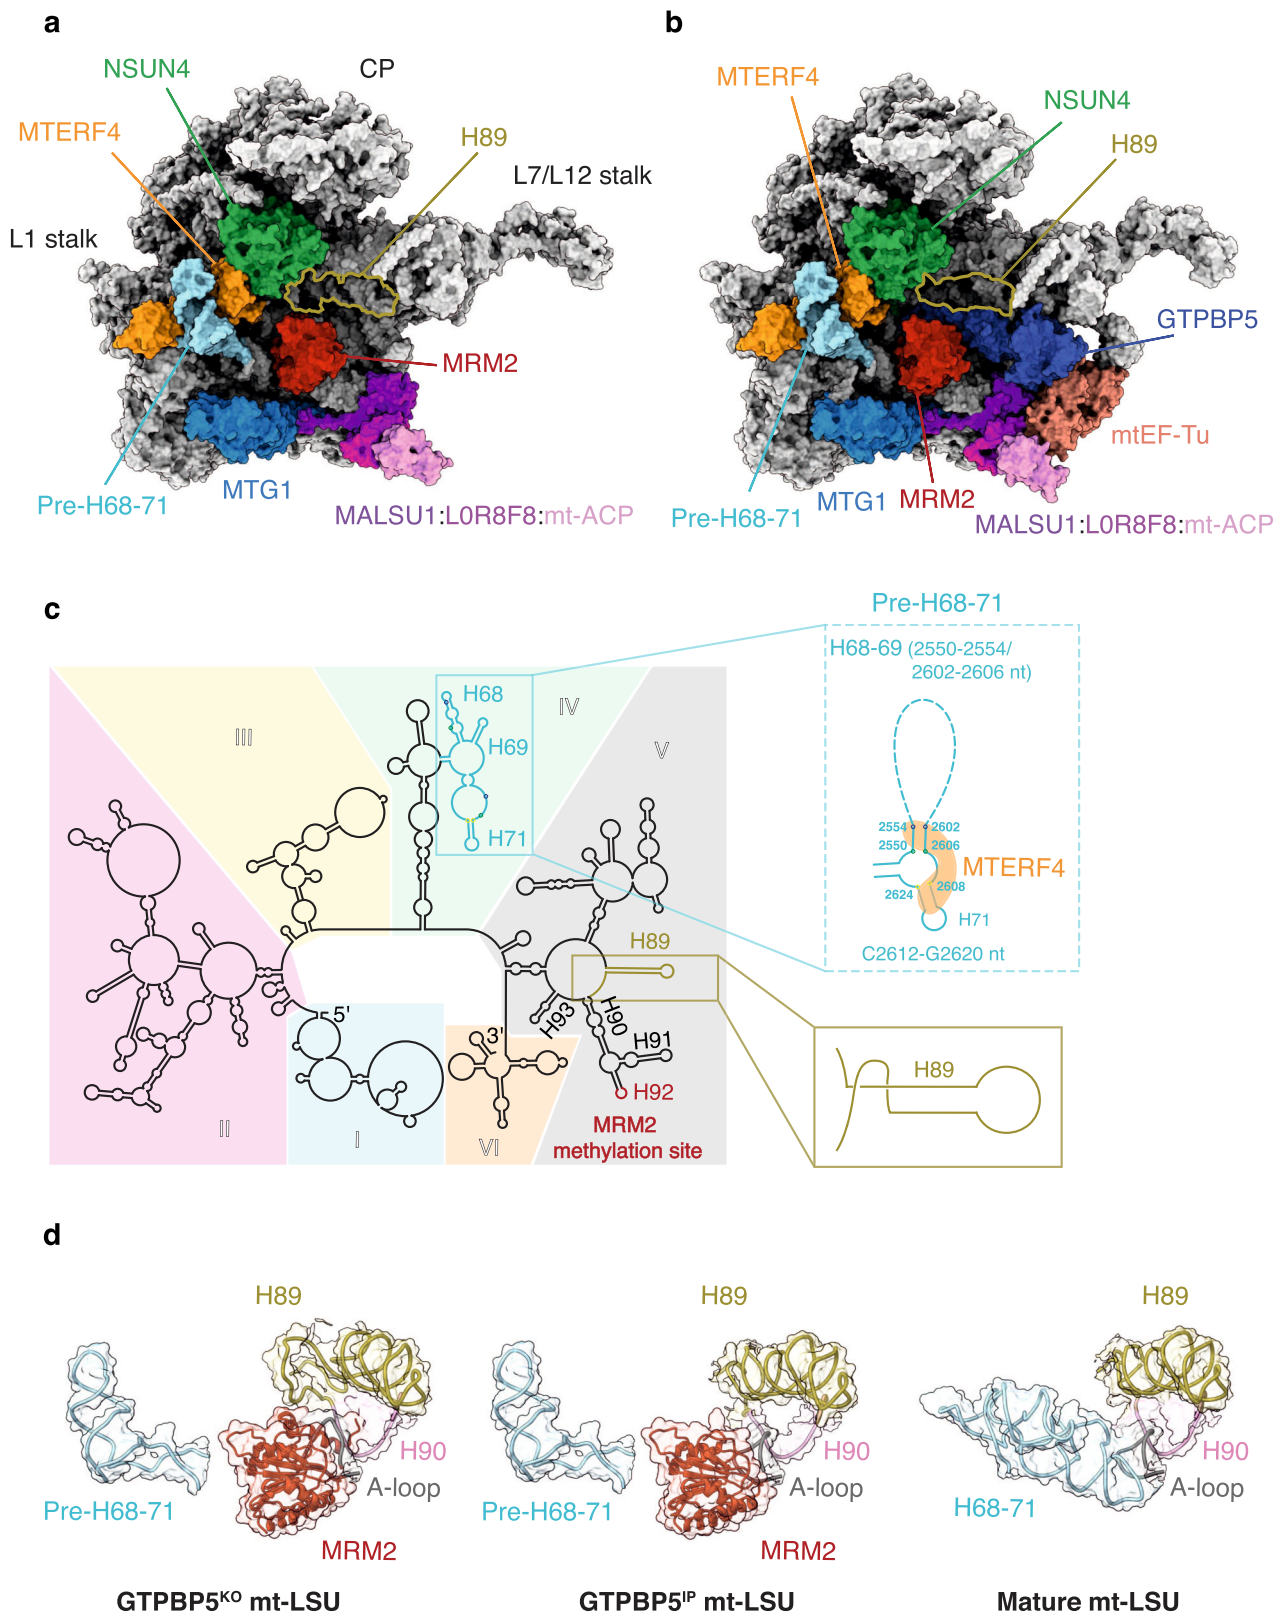 a
NSUN4
CP
MTERF4
H89
L7/L12 stalk
L1 stalk
MRM2
Pre-H68-71
MTG1
MALSU1:L0R8F8:mt-ACP
b
MTERF4
NSUN4
H89
GTPBP5
mtEF-Tu
Pre-H68-71
MTG1
MRM2
MALSU1:L0R8F8:mt-ACP
c
III
IV
V
H68
H69
H71
H89
H93
H90
H91
H92
MRM2
methylation site
5'
3'
II
I
VI
Pre-H68-71
H68-69 (2550-2554/
2602-2606 nt)
2554
2602
2550
2606
MTERF4
2624
2608
H71
C2612-G2620 nt
H89
d
H89
H90
A-loop
Pre-H68-71
MRM2
GTPBP5KO mt-LSU
H89
H90
A-loop
Pre-H68-71
MRM2
GTPBP5IP mt-LSU
H89
H90
A-loop
H68-71
Mature mt-LSU